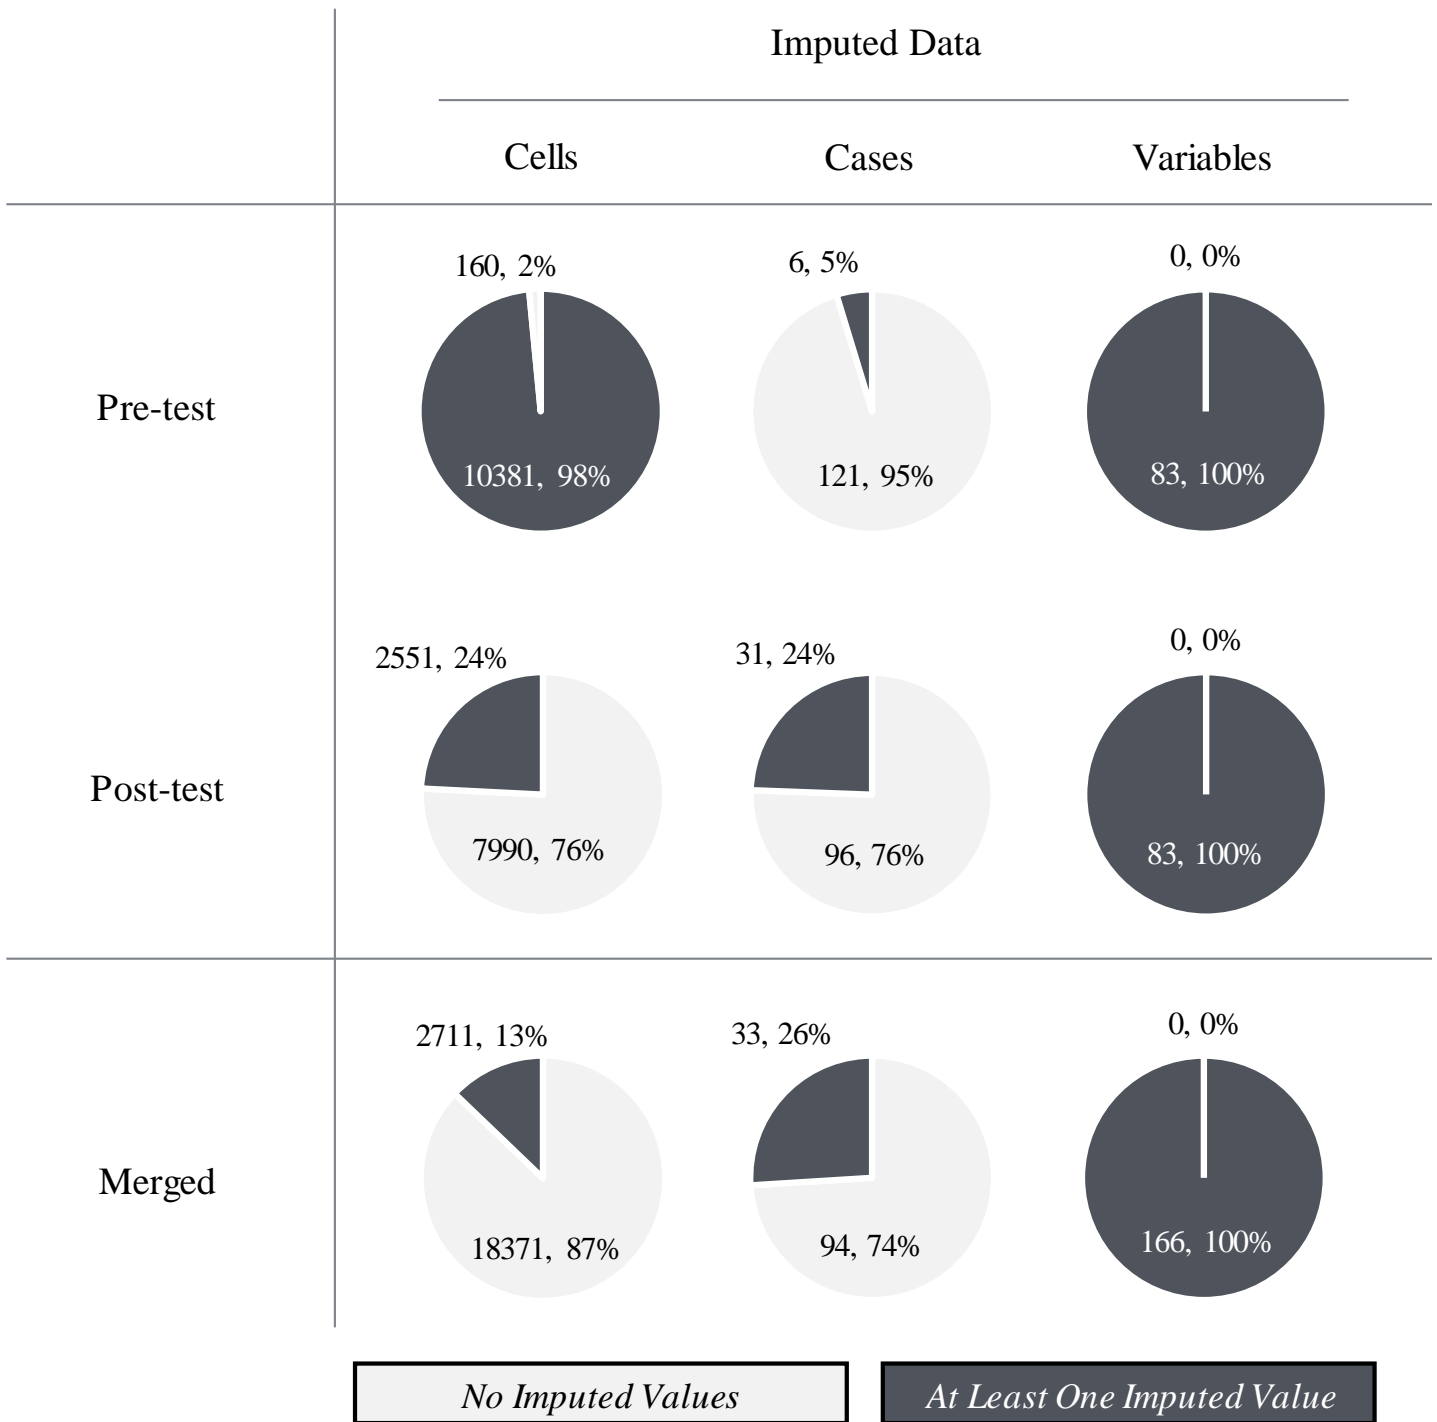 Imputed Data
Cells
Cases
Variables
Pre-test
160, 2%
10381, 98%
6, 5%
121, 95%
0, 0%
83, 100%
Post-test
2551, 24%
7990, 76%
31, 24%
96, 76%
0, 0%
83, 100%
Merged
2711, 13%
18371, 87%
33, 26%
94, 74%
0, 0%
166, 100%
No Imputed Values
At Least One Imputed Value